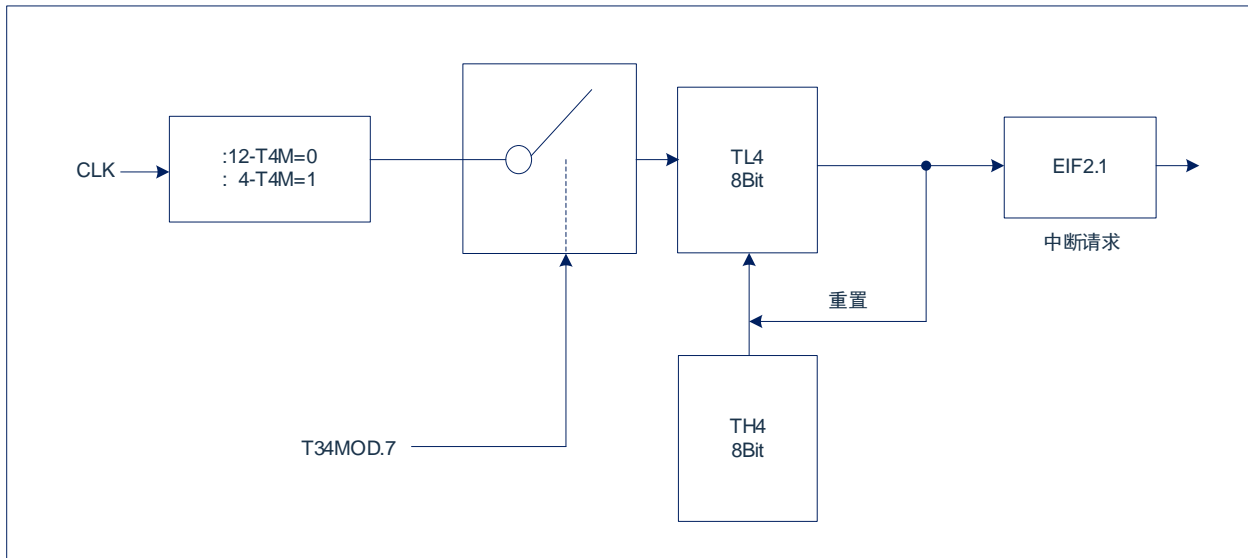 CLK
:12-T4M=0
: 4-T4M=1
T34MOD.7
TL4
8Bit
重置
TH4
8Bit
EIF2.1
中断请求